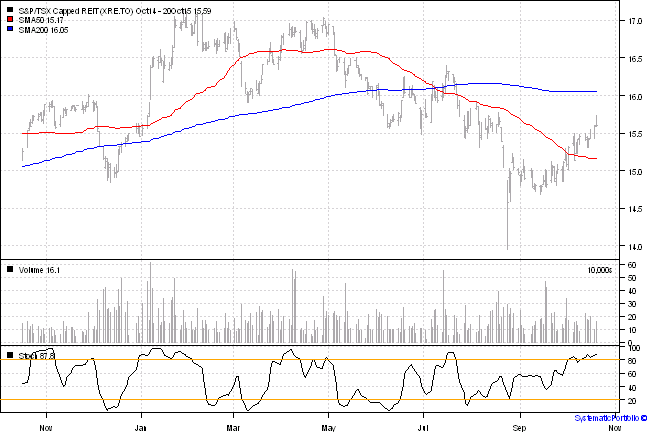 S&P/TSX Capped REIT(XRE.TO) Oct14 - 20Oct15 15.59
SMA50 15.17
SMA200 16.05
17.0
16.5
16.0
15.5
15.0
14.5
14.0
Volume 16.1
10,000s
60
50
40
30
20
10
0
Stoch 87.8
100
80
60
40
20
Nov Jan Mar May Jul Sep Nov
SystematicPortfolio ©